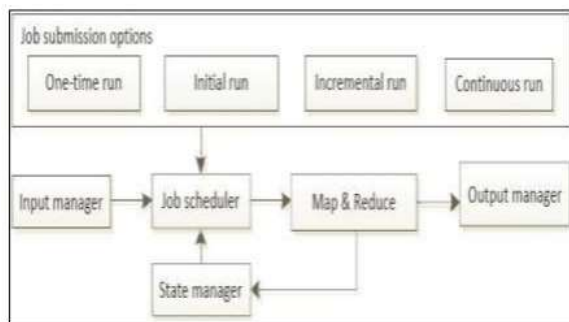 Job submission options
One-time run
Initial run
Incremental run
Continuous run
Input manager
Job scheduler
Map & Reduce
Output manager
State manager